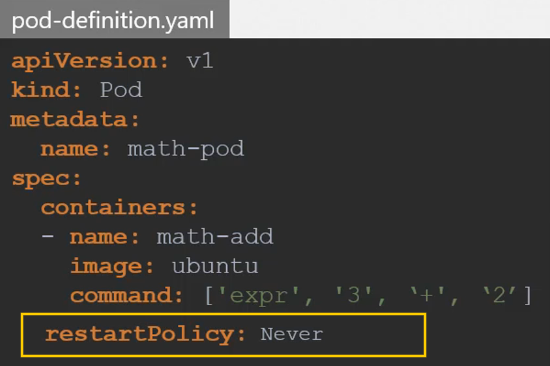 pod-definition.yaml
apiVersion: v1
kind: Pod
metadata:
  name: math-pod
spec:
  containers:
  - name: math-add
    image: ubuntu
    command: ['expr', '3', ‘+', ‘2’]
  restartPolicy: Never